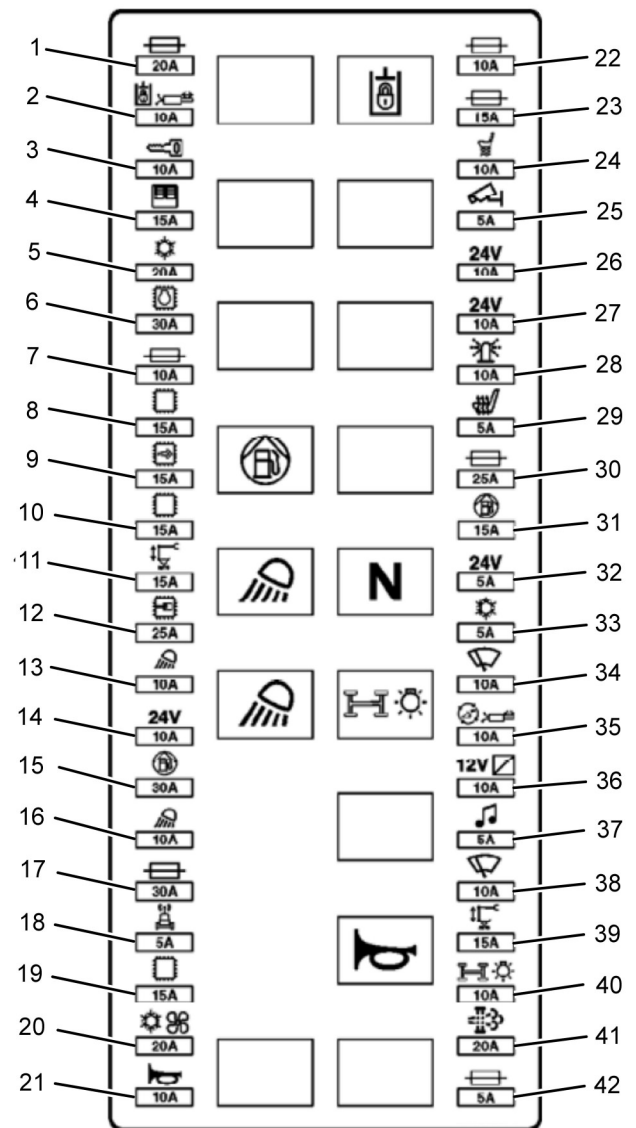 1 20A 10A 22
2 10A 15A 23
3 10A 10A 24
4 15A 5A 25
5 20A 24V 10A 26
6 30A 24V 10A 27
7 10A 10A 28
8 15A 5A 29
9 15A 25A 30
10 15A 15A 31
11 15A N 24V 5A 32
12 25A 5A 33
13 10A 10A 34
14 24V 10A 10A 35
15 30A 12V 10A 36
16 10A 5A 37
17 30A 10A 38
18 5A 15A 39
19 15A 10A 40
20 20A 20A 41
21 10A 5A 42